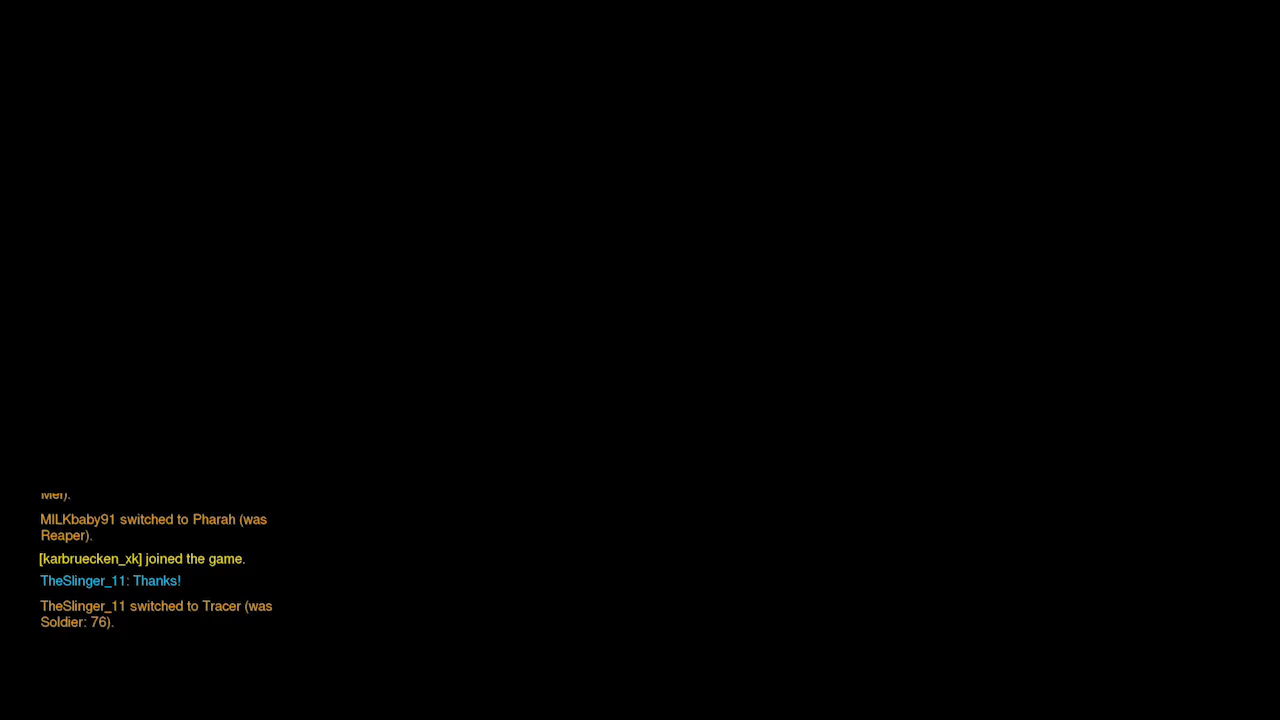 Mei).
MILKbaby91 switched to Pharah (was
Reaper).
[karbruecken_xk] joined the game.
TheSlinger_11: Thanks!
TheSlinger_11 switched to Tracer (was
Soldier: 76).